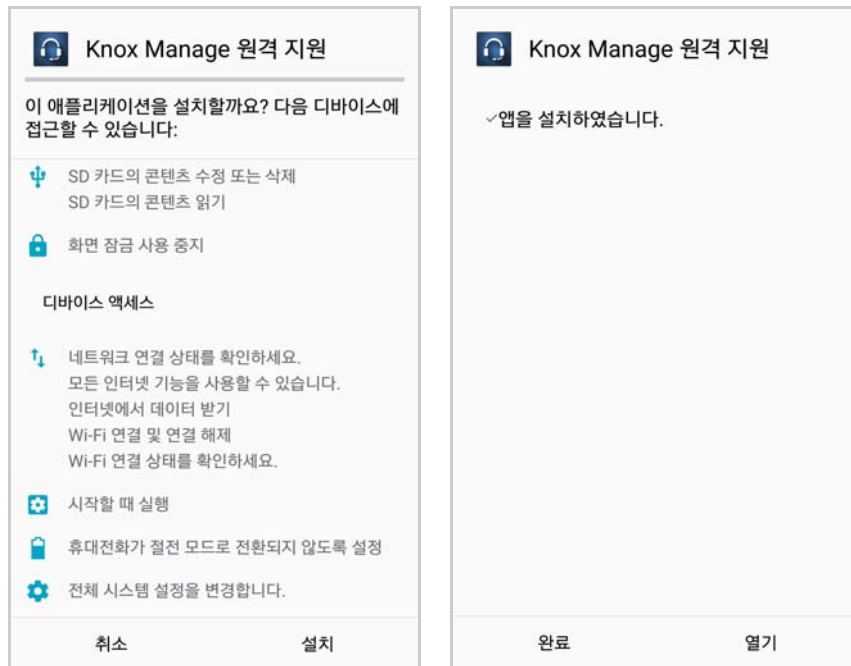 Knox Manage 원격 지원
이 애플리케이션을 설치할까요? 다음 디바이스에
접근할 수 있습니다:
SD 카드의 콘텐츠 수정 또는 삭제
SD 카드의 콘텐츠 읽기
화면 잠금 사용 중지
디바이스 액세스
네트워크 연결 상태를 확인하세요.
모든 인터넷 기능을 사용할 수 있습니다.
인터넷에서 데이터 받기
Wi-Fi 연결 및 연결 해제
Wi-Fi 연결 상태를 확인하세요.
시작할 때 실행
휴대전화가 절전 모드로 전환되지 않도록 설정
전체 시스템 설정을 변경합니다.
취소 설치
Knox Manage 원격 지원
✓앱을 설치하였습니다.
완료 열기